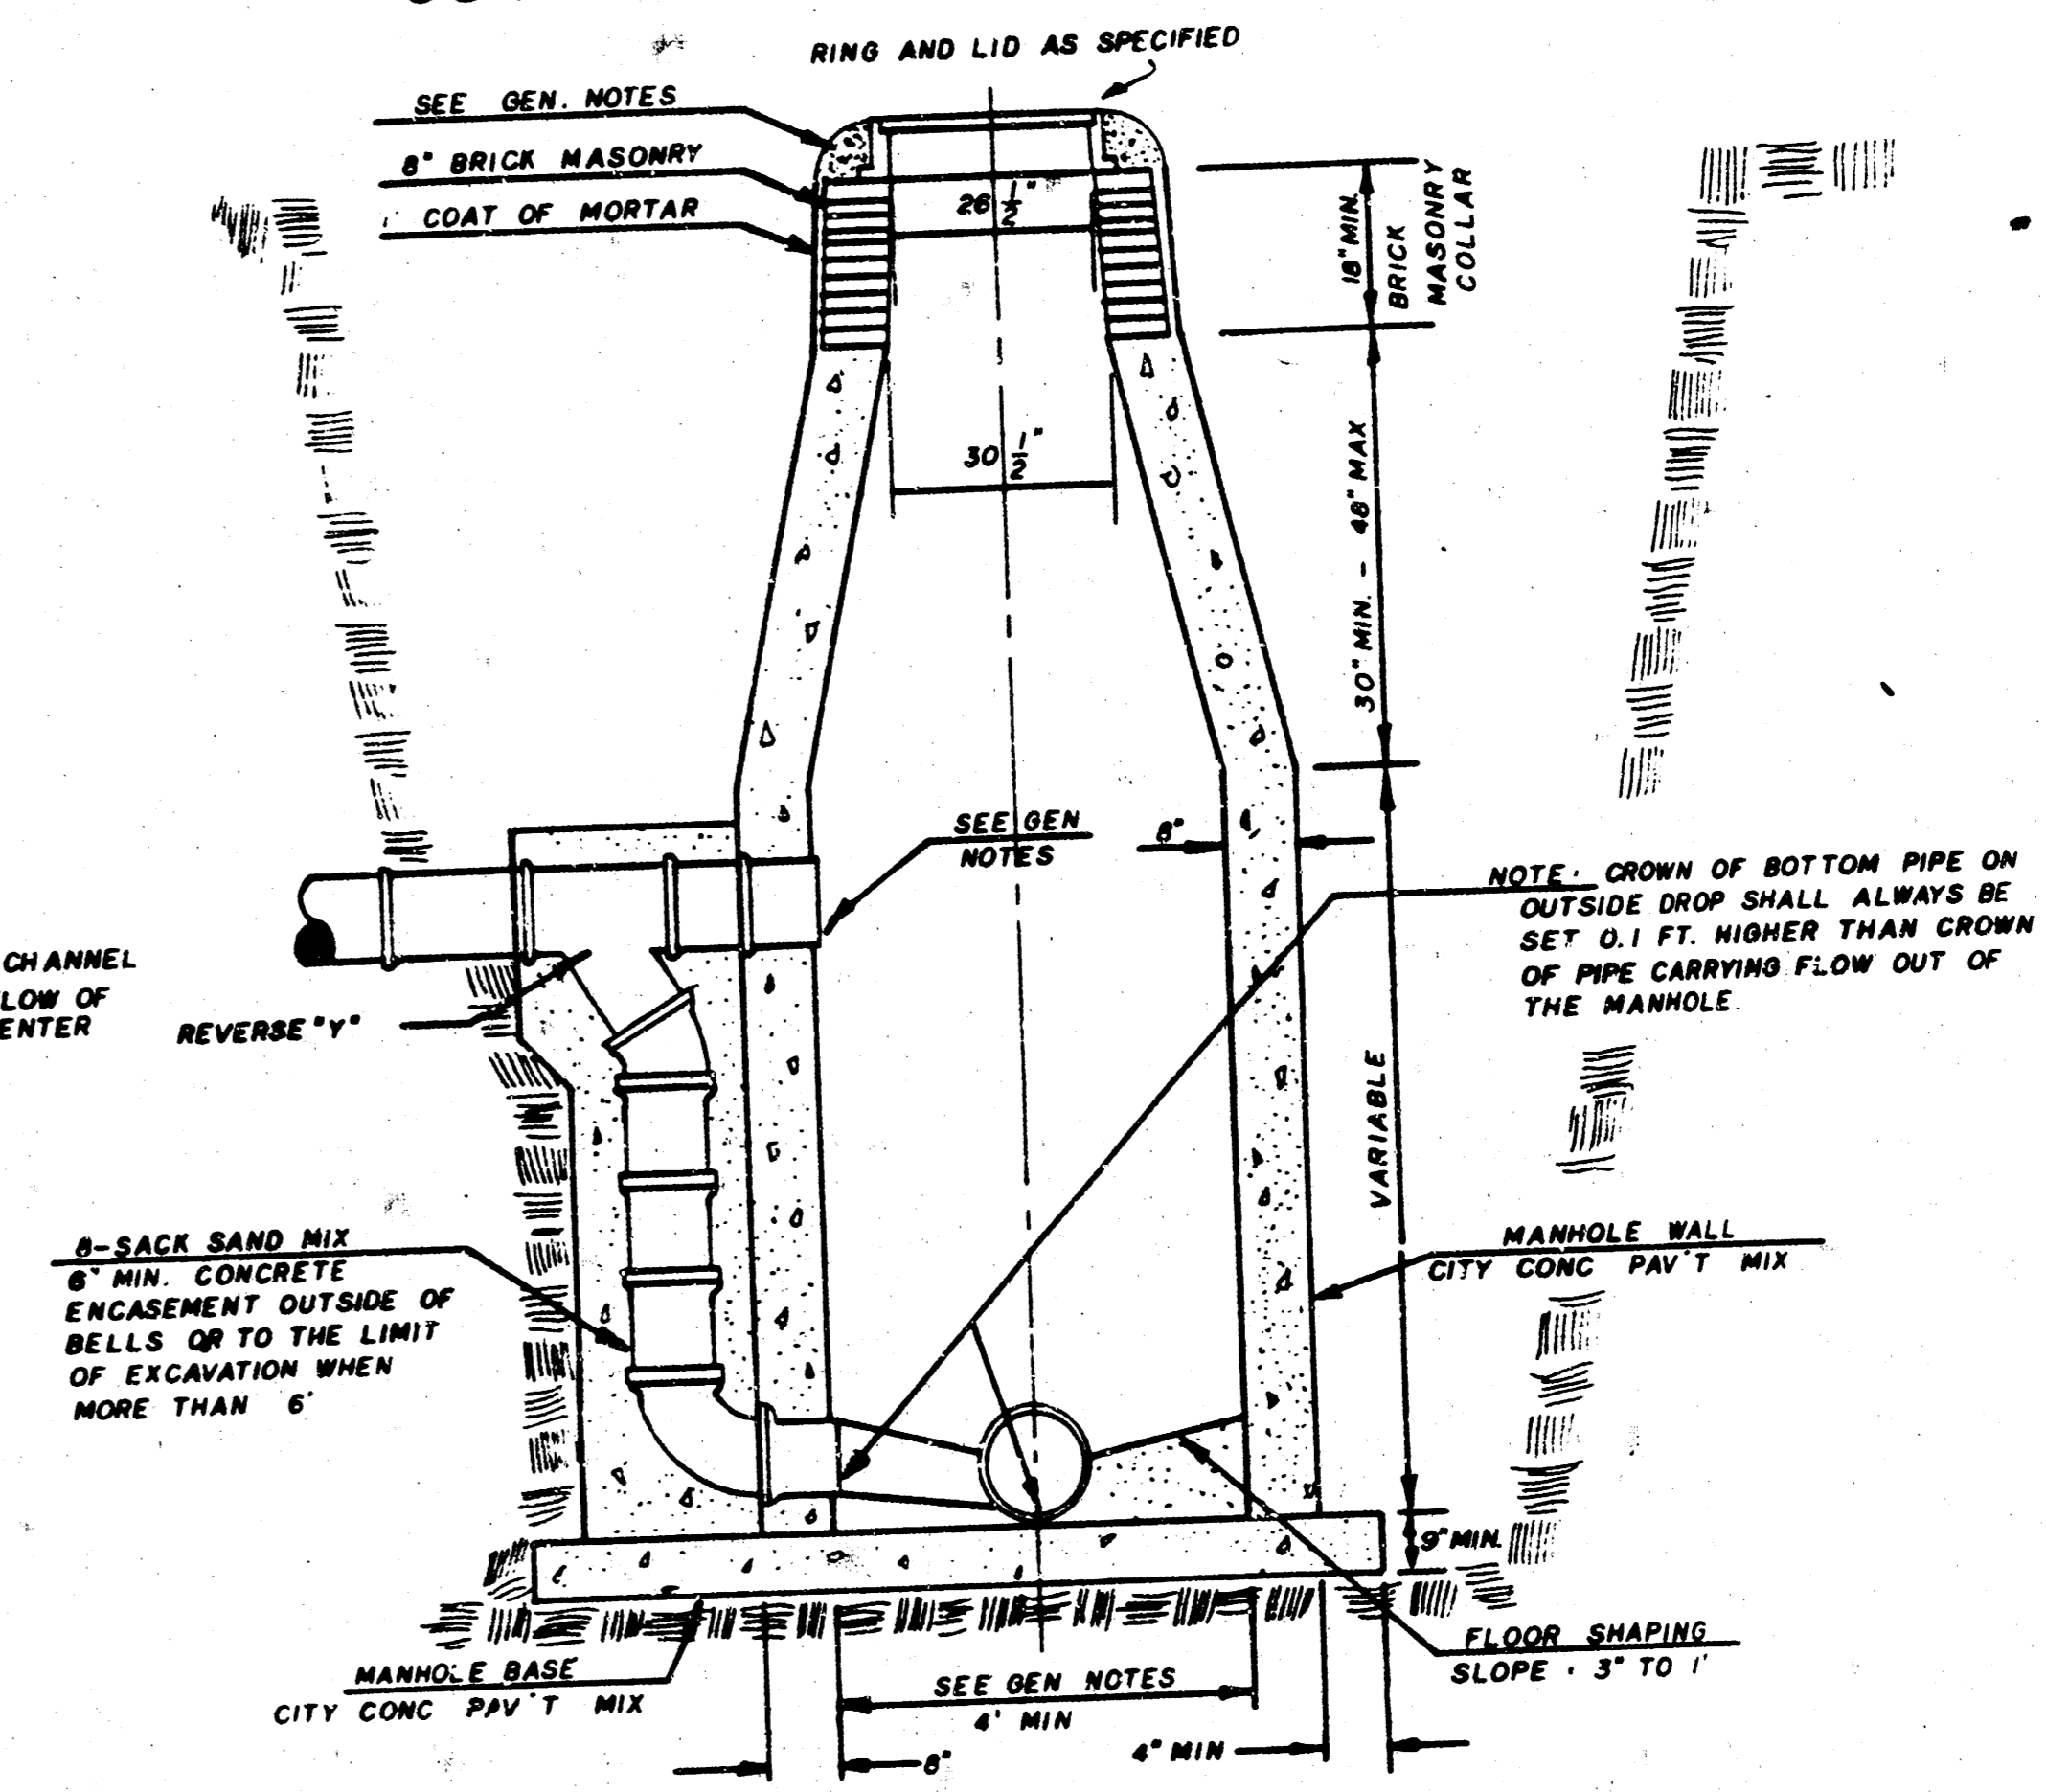 RING AND LID AS SPECIFIED
SEE GEN. NOTES
8" BRICK MASONRY
COAT OF MORTAR
26 1/2"
18" MIN.
BRICK
MASONRY
COLLAR
30 1/2"
30" MIN. - 48" MAX
SEE GEN
NOTES
8"
NOTE: CROWN OF BOTTOM PIPE ON
OUTSIDE DROP SHALL ALWAYS BE
SET 0.1 FT. HIGHER THAN CROWN
OF PIPE CARRYING FLOW OUT OF
THE MANHOLE.
CHANNEL
LOW OF
ENTER
REVERSE "Y"
VARIABLE
8-SACK SAND MIX
6" MIN. CONCRETE
ENCASEMENT OUTSIDE OF
BELLS OR TO THE LIMIT
OF EXCAVATION WHEN
MORE THAN 6'
MANHOLE WALL
CITY CONC PAV'T MIX
9" MIN.
FLOOR SHAPING
SLOPE · 3" TO 1'
MANHOLE BASE
CITY CONC PAV'T MIX
SEE GEN NOTES
4' MIN
4" MIN
8"